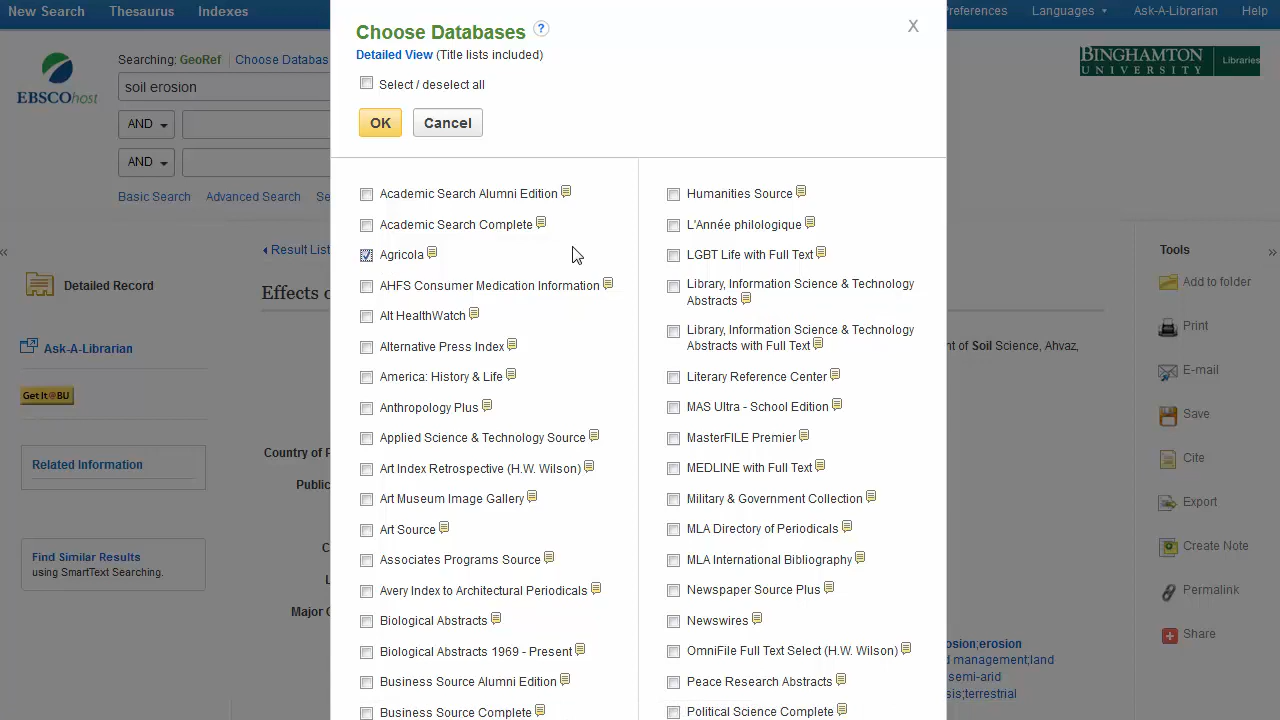 New Search Thesaurus Indexes
Preferences Languages Ask-A-Librarian Help
EBSCOhost
Searching: GeoRef Choose Databas
soil erosion
AND
AND
Basic Search Advanced Search Se
BINGHAMTON
UNIVERSITY Libraries
«
Detailed Record
Ask-A-Librarian
Get It@BU
Related Information
Find Similar Results
using SmartText Searching.
Result List
Effects o
Country of P
Public
C
L
Major C
Choose Databases ?
X
Detailed View (Title lists included)
Select / deselect all
OK Cancel
Academic Search Alumni Edition
Academic Search Complete
Agricola
AHFS Consumer Medication Information
Alt HealthWatch
Alternative Press Index
America: History & Life
Anthropology Plus
Applied Science & Technology Source
Art Index Retrospective (H.W. Wilson)
Art Museum Image Gallery
Art Source
Associates Programs Source
Avery Index to Architectural Periodicals
Biological Abstracts
Biological Abstracts 1969 - Present
Business Source Alumni Edition
Business Source Complete
Humanities Source
L'Année philologique
LGBT Life with Full Text
Library, Information Science & Technology
Abstracts
Library, Information Science & Technology
Abstracts with Full Text
Literary Reference Center
MAS Ultra - School Edition
MasterFILE Premier
MEDLINE with Full Text
Military & Government Collection
MLA Directory of Periodicals
MLA International Bibliography
Newspaper Source Plus
Newswires
OmniFile Full Text Select (H.W. Wilson)
Peace Research Abstracts
Political Science Complete
nt of Soil Science, Ahvaz,
osion;erosion
d management;land
semi-arid
sis;terrestrial
Tools »
Add to folder
Print
E-mail
Save
Cite
Export
Create Note
Permalink
Share